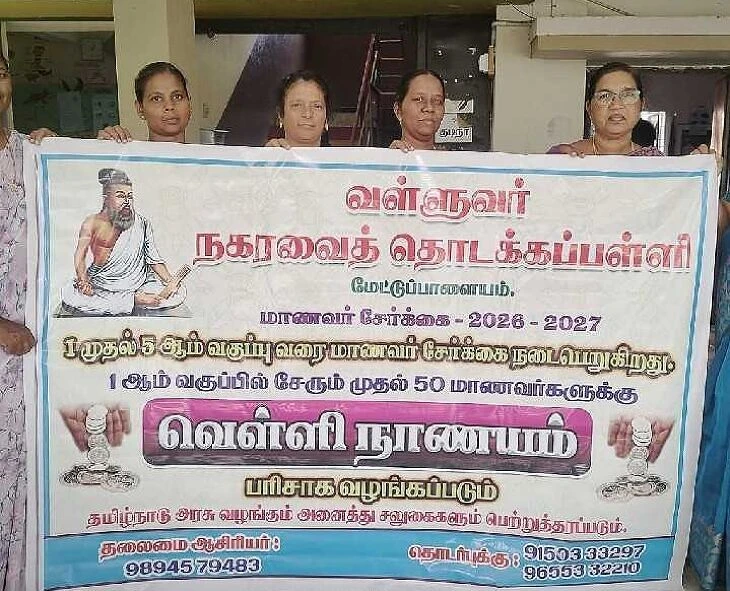 வள்ளுவர்
நகரவைத் தொடக்கப்பள்ளி
மேட்டுப்பாளையம்.
மாணவர் சேர்க்கை - 2026 - 2027
1 முதல் 5 ஆம் வகுப்பு வரை மாணவர் சேர்க்கை நடைபெறுகிறது.
1 ஆம் வகுப்பில் சேரும் முதல் 50 மாணவர்களுக்கு
வெள்ளி நாணயம்
பரிசாக வழங்கப்படும்
தமிழ்நாடு அரசு வழங்கும் அனைத்து சலுகைகளும் பெற்றுத்தரப்படும்.
தலைமை ஆசிரியர் :
98945 79483
தொடர்புக்கு : 91503 33297
96553 32210